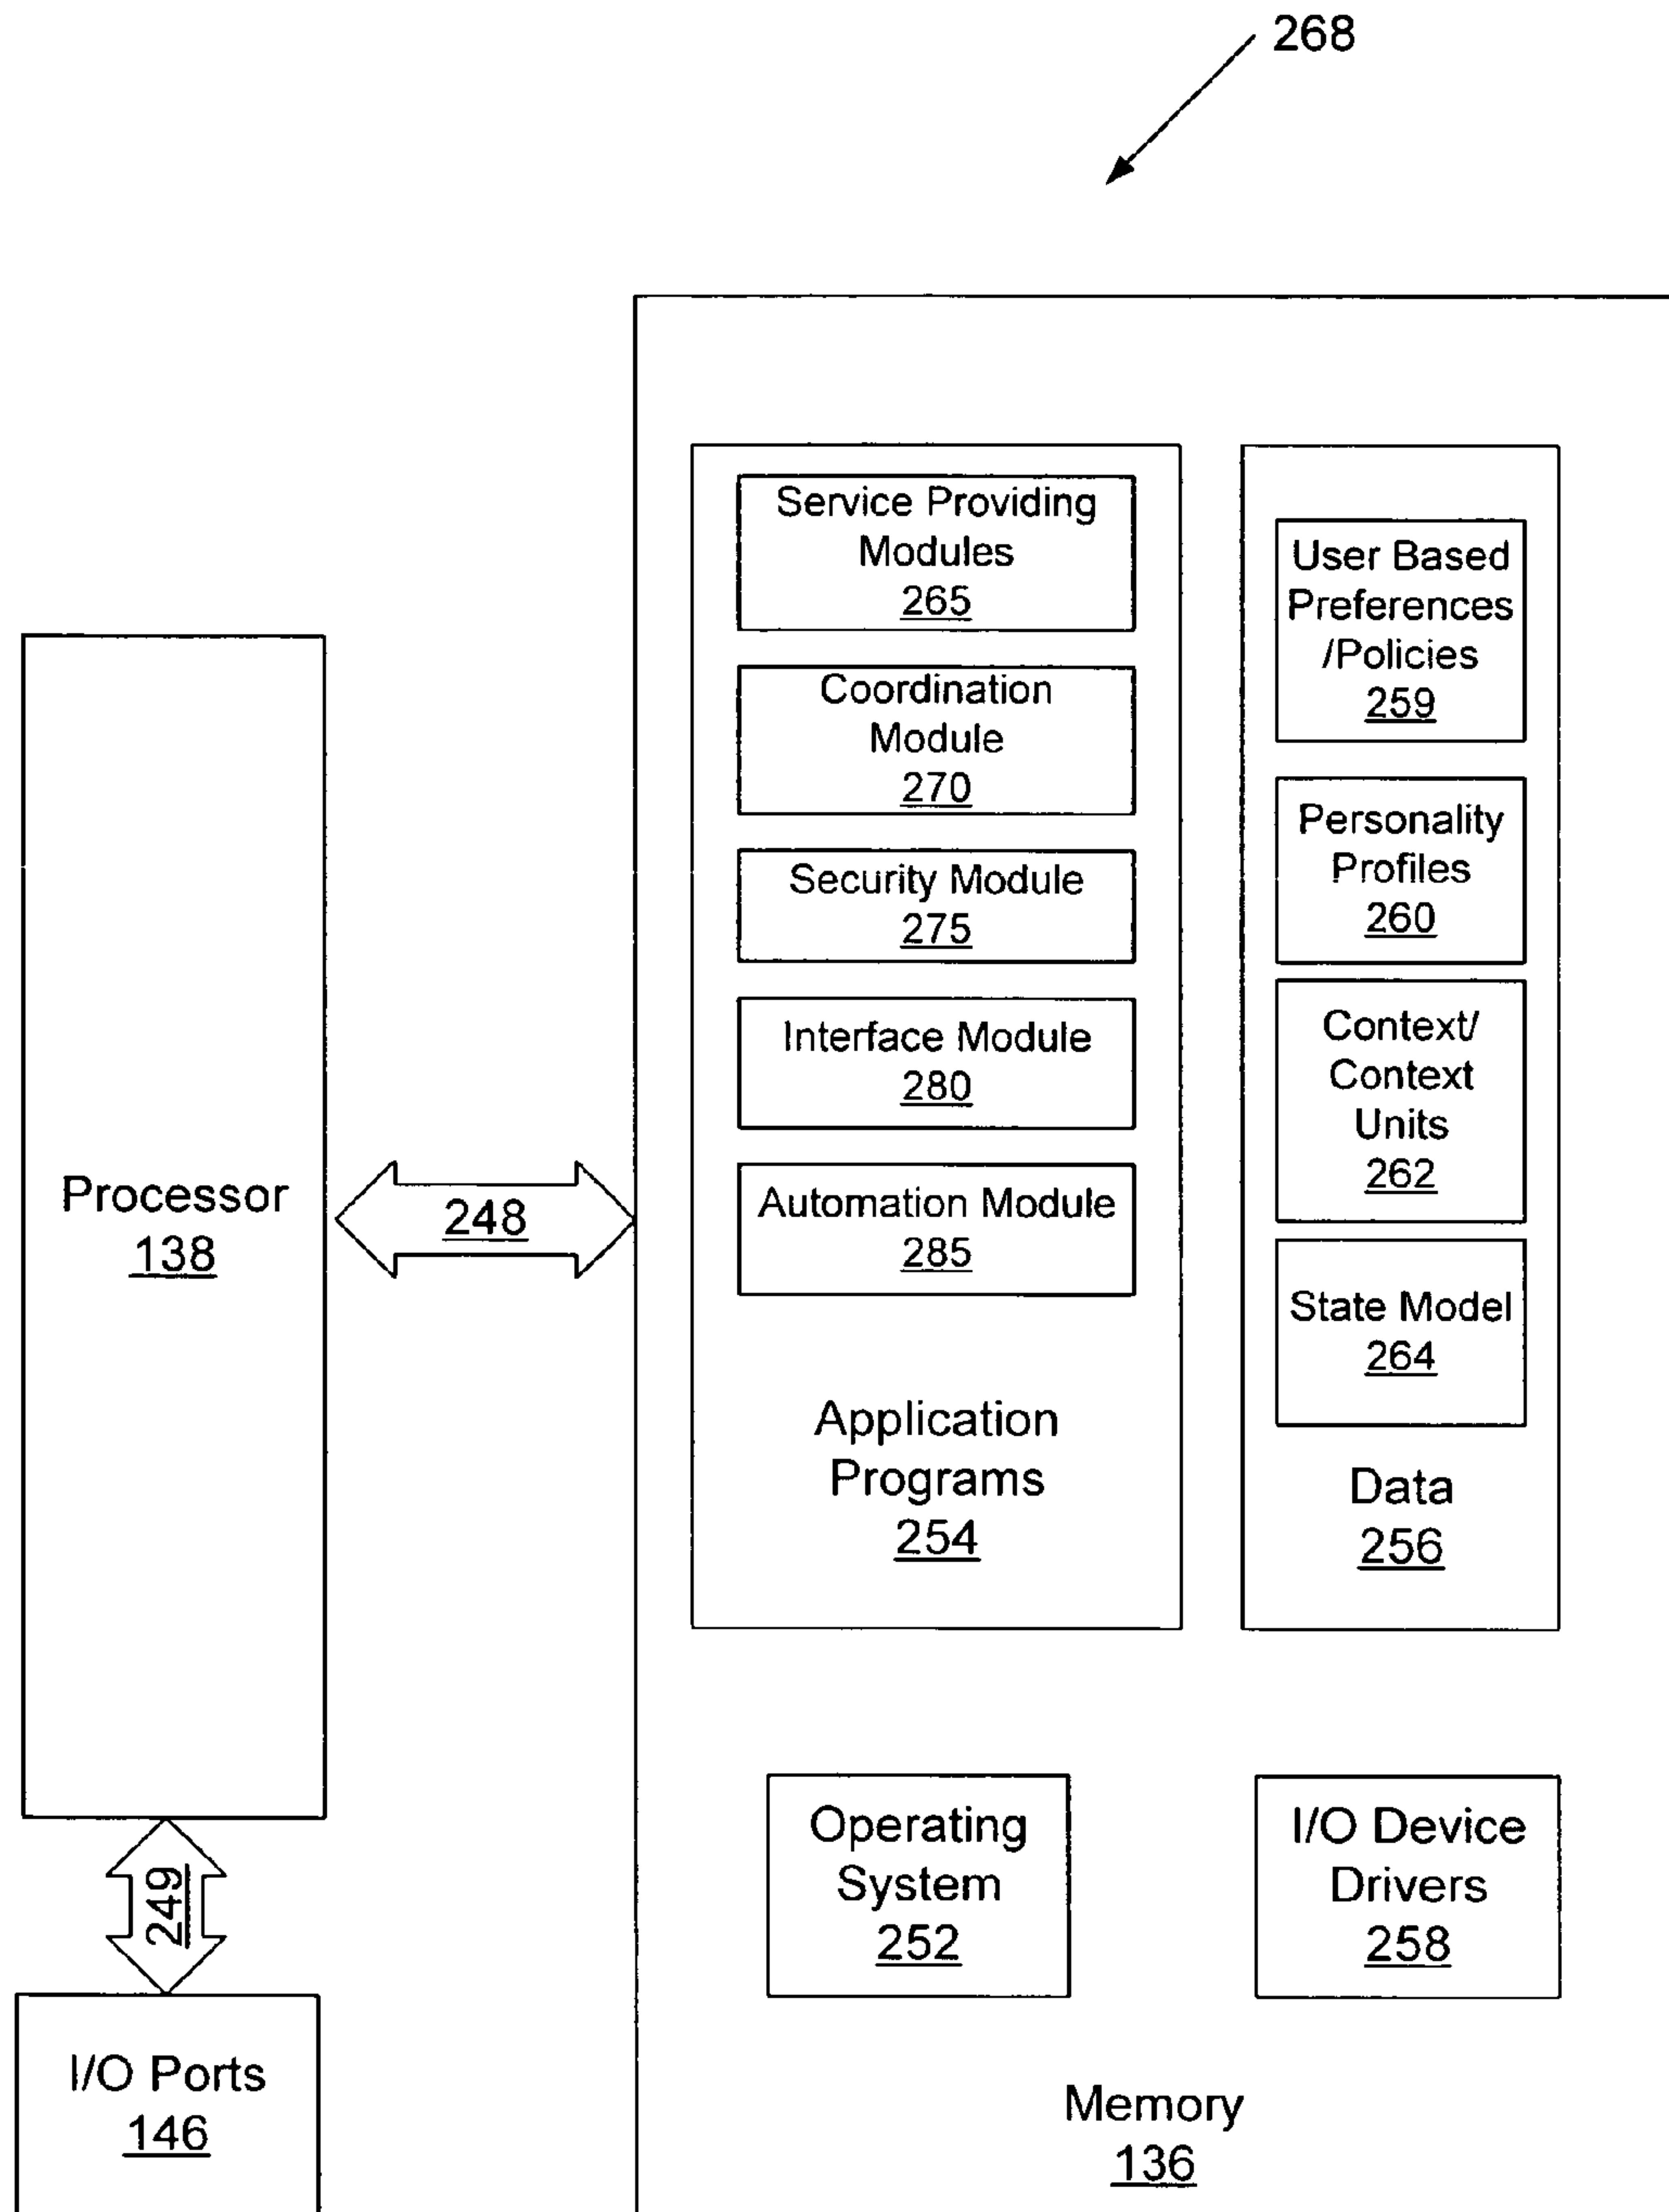 268
Service Providing
Modules
265
Coordination
Module
270
Security Module
275
Interface Module
280
Automation Module
285
Application
Programs
254
User Based
Preferences
/Policies
259
Personality
Profiles
260
Context/
Context
Units
262
State Model
264
Data
256
Processor
138
248
249
I/O Ports
146
Operating
System
252
I/O Device
Drivers
258
Memory
136